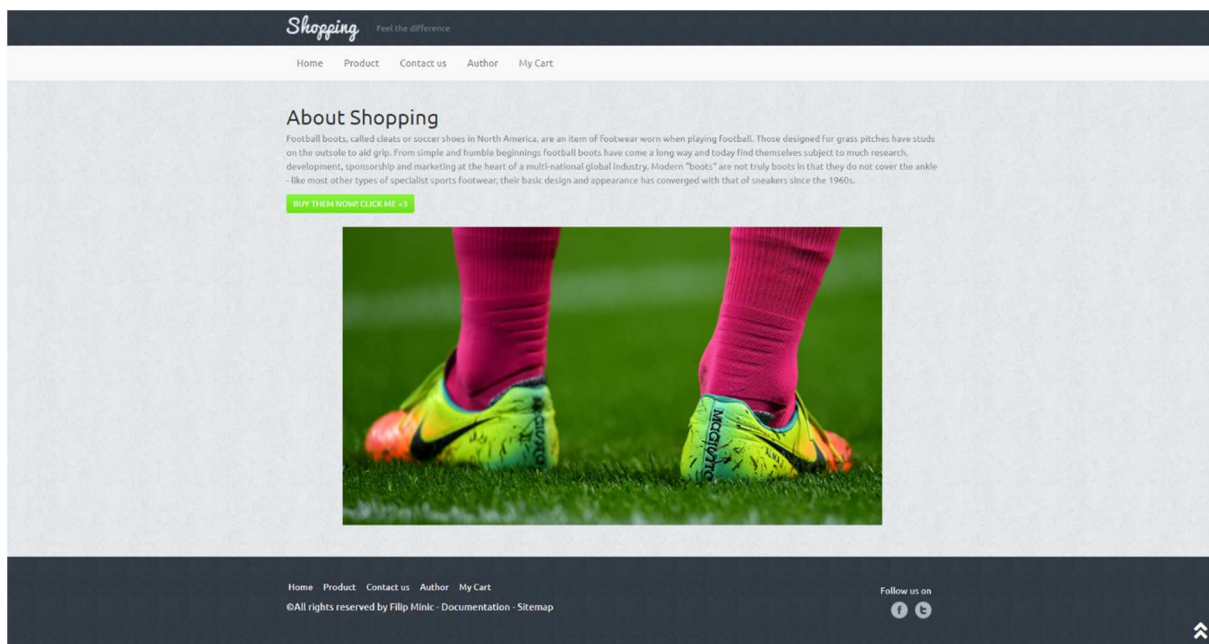 Shopping Feel the difference
Home Product Contact us Author My Cart
About Shopping
Football boots, called cleats or soccer shoes in North America, are an item of footwear worn when playing football. Those designed for grass pitches have studs
on the outsole to aid grip. From simple and humble beginnings football boots have come a long way and today find themselves subject to much research,
development, sponsorship and marketing at the heart of a multi-national global industry. Modern "boots" are not truly boots in that they do not cover the ankle
- like most other types of specialist sports footwear, their basic design and appearance has converged with that of sneakers since the 1960s.
BUY THEM NOW! CLICK ME <3
MAGISTA
MAGISTA
Home Product Contact us Author My Cart
Follow us on
©All rights reserved by Filip Minic - Documentation - Sitemap